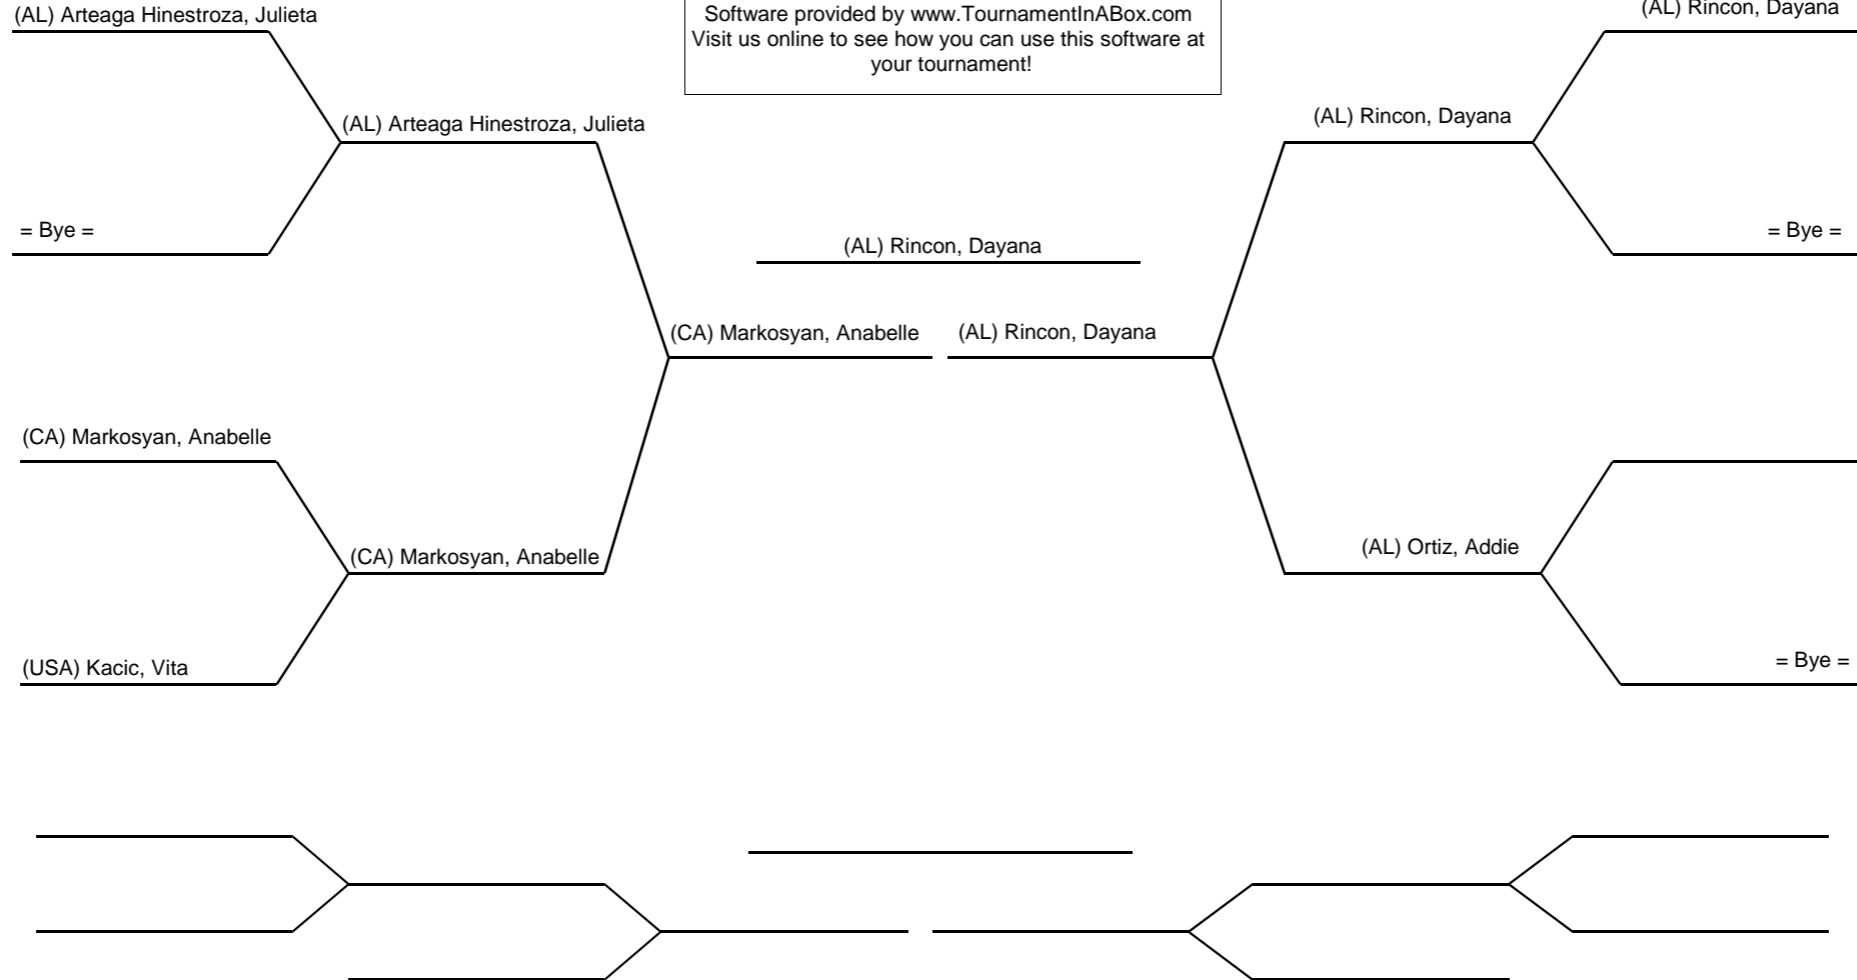 (AL) Arteaga Hinestroza, Julieta
Software provided by www.TournamentInABox.com
Visit us online to see how you can use this software at
your tournament!
(AL) Rincon, Dayana
(AL) Arteaga Hinestroza, Julieta
(AL) Rincon, Dayana
= Bye =
(AL) Rincon, Dayana
= Bye =
(CA) Markosyan, Anabelle
(AL) Rincon, Dayana
(CA) Markosyan, Anabelle
(CA) Markosyan, Anabelle
(AL) Ortiz, Addie
(USA) Kacic, Vita
= Bye =